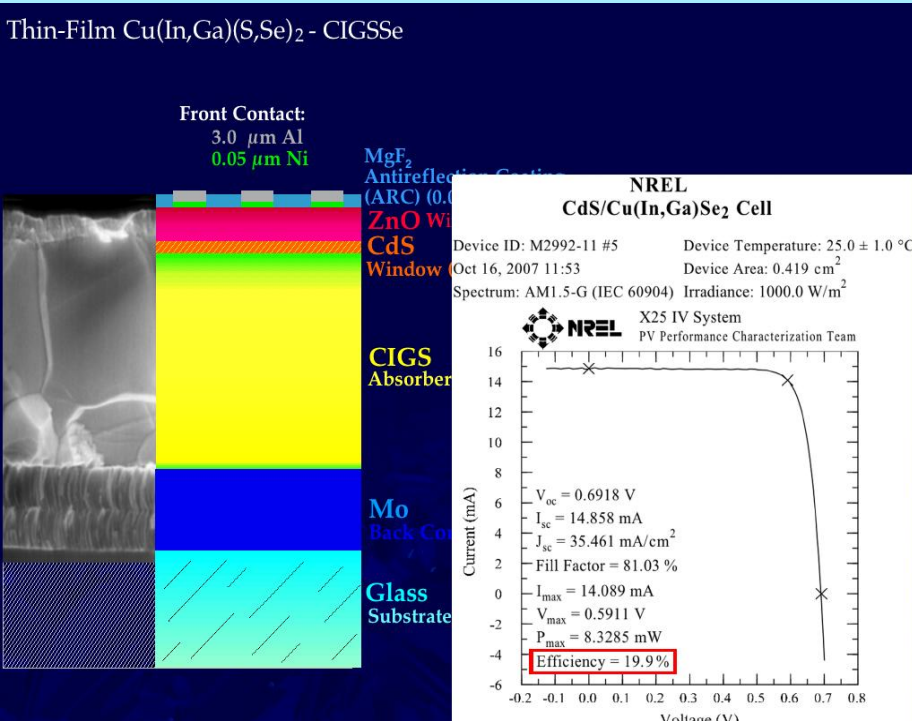 Thin-Film Cu(In,Ga)(S,Se)₂ - CIGSSe
Front Contact:
3.0 μm Al
0.05 μm Ni
MgF₂
Antireflection Coating
(ARC) (0.0
ZnO Wi
CdS
Window (
CIGS
Absorber
Mo
Back Con
Glass
Substrate
NREL
CdS/Cu(In,Ga)Se₂ Cell
Device ID: M2992-11 #5
Oct 16, 2007 11:53
Spectrum: AM1.5-G (IEC 60904)
Device Temperature: 25.0 ± 1.0 °C
Device Area: 0.419 cm²
Irradiance: 1000.0 W/m²
NREL
X25 IV System
PV Performance Characterization Team
16
14
12
10
8
6
4
2
0
-2
-4
-6
Current (mA)
Voc = 0.6918 V
Isc = 14.858 mA
Jsc = 35.461 mA/cm²
Fill Factor = 81.03 %
Imax = 14.089 mA
Vmax = 0.5911 V
Pmax = 8.3285 mW
Efficiency = 19.9%
-0.2 -0.1 0.0 0.1 0.2 0.3 0.4 0.5 0.6 0.7 0.8
Voltage (V)